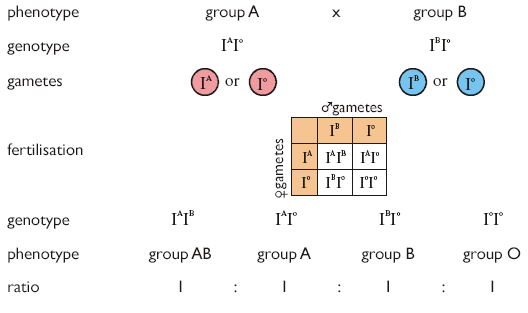 phenotype group A x group B
genotype IᴬIᵒ IᴮIᵒ
gametes Iᴬ or Iᵒ Iᴮ or Iᵒ
♂gametes
fertilisation
♀gametes
Iᴮ Iᵒ
Iᴬ IᴬIᴮ IᴬIᵒ
Iᵒ IᴮIᵒ IᵒIᵒ
genotype IᴬIᴮ IᴬIᵒ IᴮIᵒ IᵒIᵒ
phenotype group AB group A group B group O
ratio 1 : 1 : 1 : 1